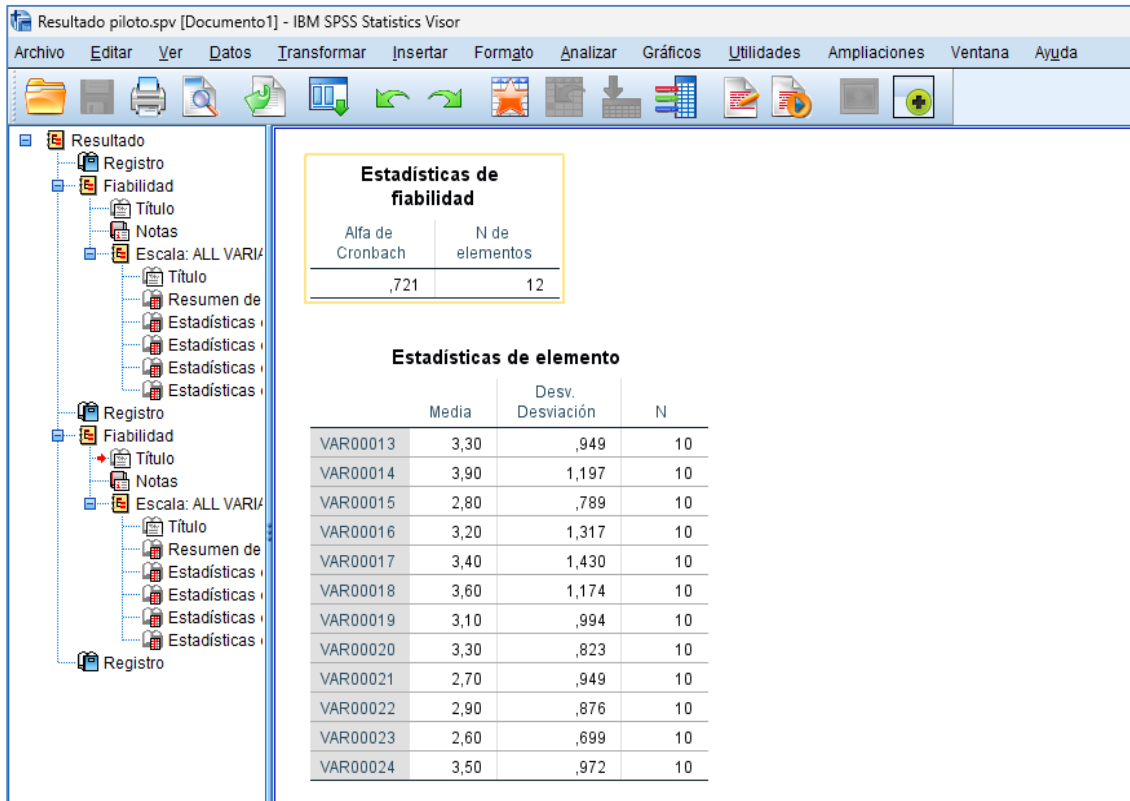 Resultado piloto.spv [Documento1] - IBM SPSS Statistics Visor
Archivo Editar Ver Datos Transformar Insertar Formato Analizar Gráficos Utilidades Ampliaciones Ventana Ayuda
Resultado
Registro
Fiabilidad
Título
Notas
Escala: ALL VARIA
Título
Resumen de
Estadísticas
Estadísticas
Estadísticas
Estadísticas
Registro
Fiabilidad
Título
Notas
Escala: ALL VARIA
Título
Resumen de
Estadísticas
Estadísticas
Estadísticas
Estadísticas
Registro
Estadísticas de
fiabilidad
Alfa de N de
Cronbach elementos
,721 12
Estadísticas de elemento
Desv.
Media Desviación N
VAR00013 3,30 ,949 10
VAR00014 3,90 1,197 10
VAR00015 2,80 ,789 10
VAR00016 3,20 1,317 10
VAR00017 3,40 1,430 10
VAR00018 3,60 1,174 10
VAR00019 3,10 ,994 10
VAR00020 3,30 ,823 10
VAR00021 2,70 ,949 10
VAR00022 2,90 ,876 10
VAR00023 2,60 ,699 10
VAR00024 3,50 ,972 10